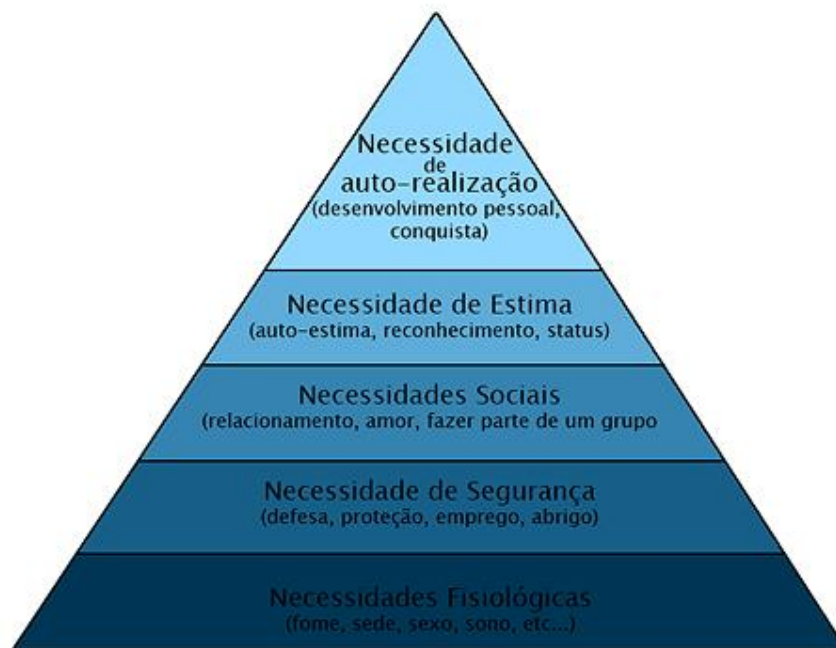 Necessidade
de
auto-realização
(desenvolvimento pessoal,
conquista)
Necessidade de Estima
(auto-estima, reconhecimento, status)
Necessidades Sociais
(relacionamento, amor, fazer parte de um grupo
Necessidade de Segurança
(defesa, proteção, emprego, abrigo)
Necessidades Fisiológicas
(fome, sede, sexo, sono, etc...)